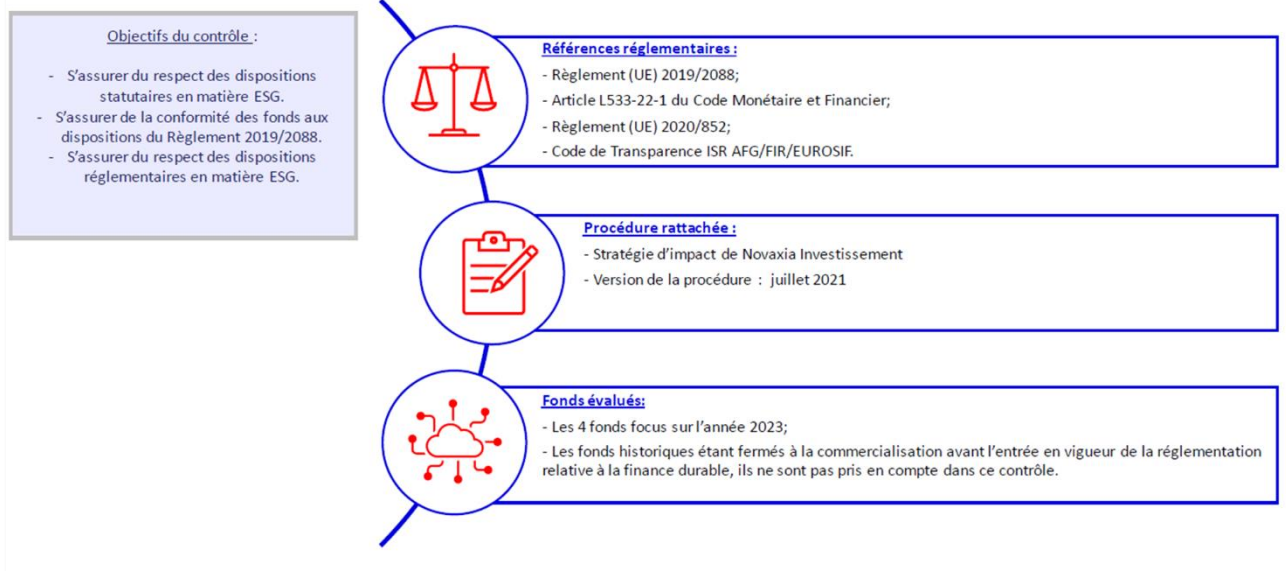 Objectifs du contrôle :
- S'assurer du respect des dispositions
statutaires en matière ESG.
- S'assurer de la conformité des fonds aux
dispositions du Règlement 2019/2088.
- S'assurer du respect des dispositions
réglementaires en matière ESG.
Références réglementaires :
- Règlement (UE) 2019/2088;
- Article L533-22-1 du Code Monétaire et Financier;
- Règlement (UE) 2020/852;
- Code de Transparence ISR AFG/FIR/EUROSIF.
Procédure rattachée :
- Stratégie d'impact de Novaxia Investissement
- Version de la procédure : juillet 2021
Fonds évalués:
- Les 4 fonds focus sur l'année 2023;
- Les fonds historiques étant fermés à la commercialisation avant l'entrée en vigueur de la réglementation
relative à la finance durable, ils ne sont pas pris en compte dans ce contrôle.